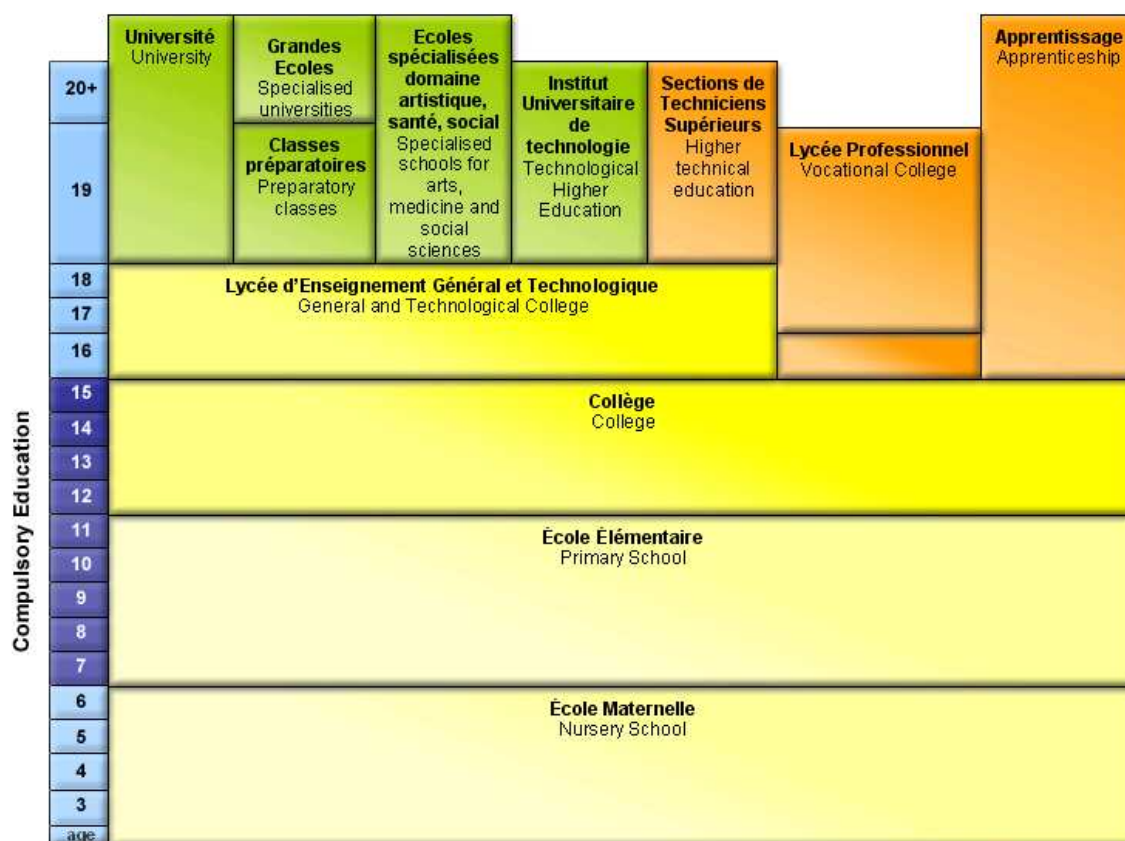 Université
University
Grandes
Ecoles
Specialised
universities
Classes
préparatoires
Preparatory
classes
Ecoles
spécialisées
domaine
artistique,
santé, social
Specialised
schools for
arts,
medicine and
social
sciences
Institut
Universitaire
de
technologie
Technological
Higher
Education
Sections de
Techniciens
Supérieurs
Higher
technical
education
Lycée Professionnel
Vocational College
Apprentissage
Apprenticeship
20+
19
18
Lycée d'Enseignement Général et Technologique
General and Technological College
17
16
15
Collège
College
14
13
12
Compulsory Education
11
École Élémentaire
Primary School
10
9
8
7
6
École Maternelle
Nursery School
5
4
3
age